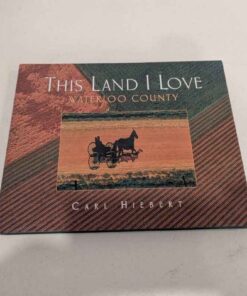 THIS LAND I LOVE
WATERLOO COUNTY
CARL HIEBERT